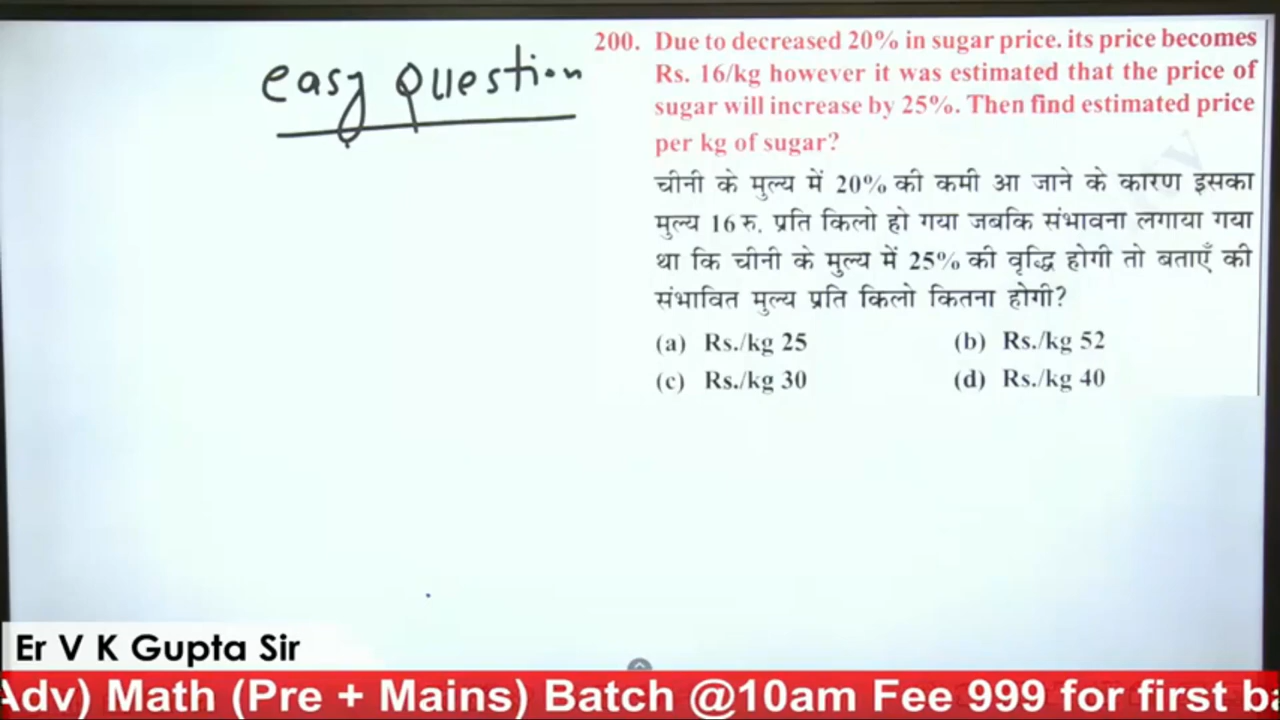 easy Question
200. Due to decreased 20% in sugar price. its price becomes
Rs. 16/kg however it was estimated that the price of
sugar will increase by 25%. Then find estimated price
per kg of sugar?
चीनी के मुल्य में 20% की कमी आ जाने के कारण इसका
मुल्य 16 रु. प्रति किलो हो गया जबकि संभावना लगाया गया
था कि चीनी के मुल्य में 25% की वृद्धि होगी तो बताएँ की
संभावित मुल्य प्रति किलो कितना होगी?
(a) Rs./kg 25 (b) Rs./kg 52
(c) Rs./kg 30 (d) Rs./kg 40
Er V K Gupta Sir
Adv) Math (Pre + Mains) Batch @10am Fee 999 for first ba